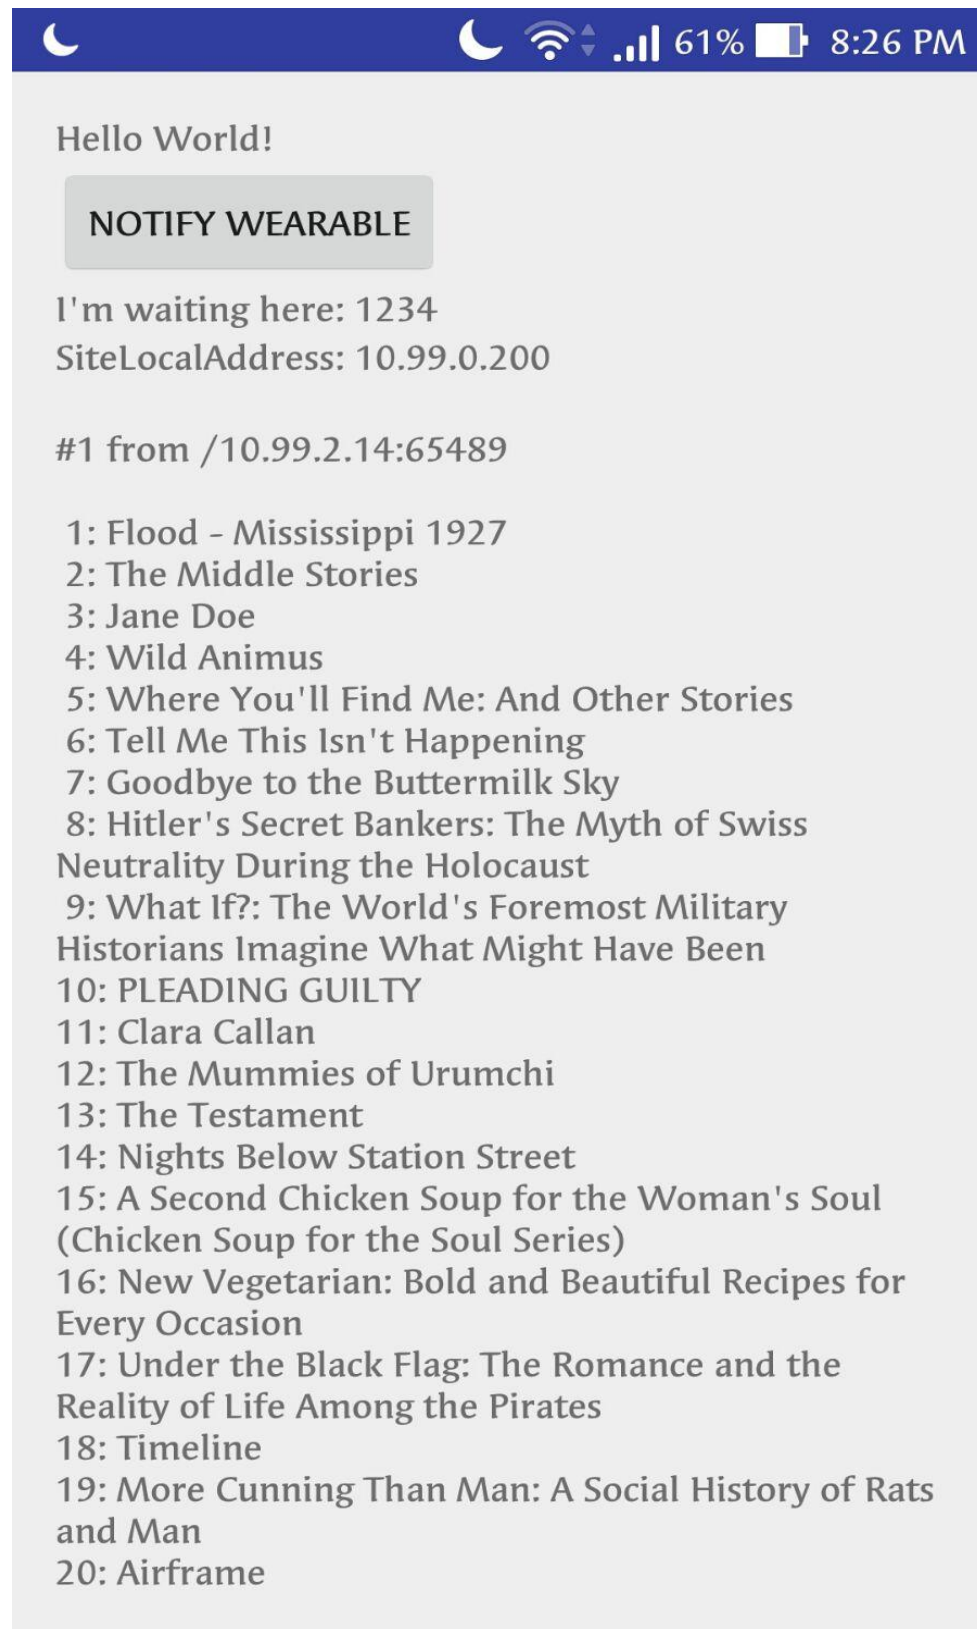 61% 8:26 PM
Hello World!
NOTIFY WEARABLE
I'm waiting here: 1234
SiteLocalAddress: 10.99.0.200
#1 from /10.99.2.14:65489
1: Flood - Mississippi 1927
2: The Middle Stories
3: Jane Doe
4: Wild Animus
5: Where You'll Find Me: And Other Stories
6: Tell Me This Isn't Happening
7: Goodbye to the Buttermilk Sky
8: Hitler's Secret Bankers: The Myth of Swiss
Neutrality During the Holocaust
9: What If?: The World's Foremost Military
Historians Imagine What Might Have Been
10: PLEADING GUILTY
11: Clara Callan
12: The Mummies of Urumchi
13: The Testament
14: Nights Below Station Street
15: A Second Chicken Soup for the Woman's Soul
(Chicken Soup for the Soul Series)
16: New Vegetarian: Bold and Beautiful Recipes for
Every Occasion
17: Under the Black Flag: The Romance and the
Reality of Life Among the Pirates
18: Timeline
19: More Cunning Than Man: A Social History of Rats
and Man
20: Airframe